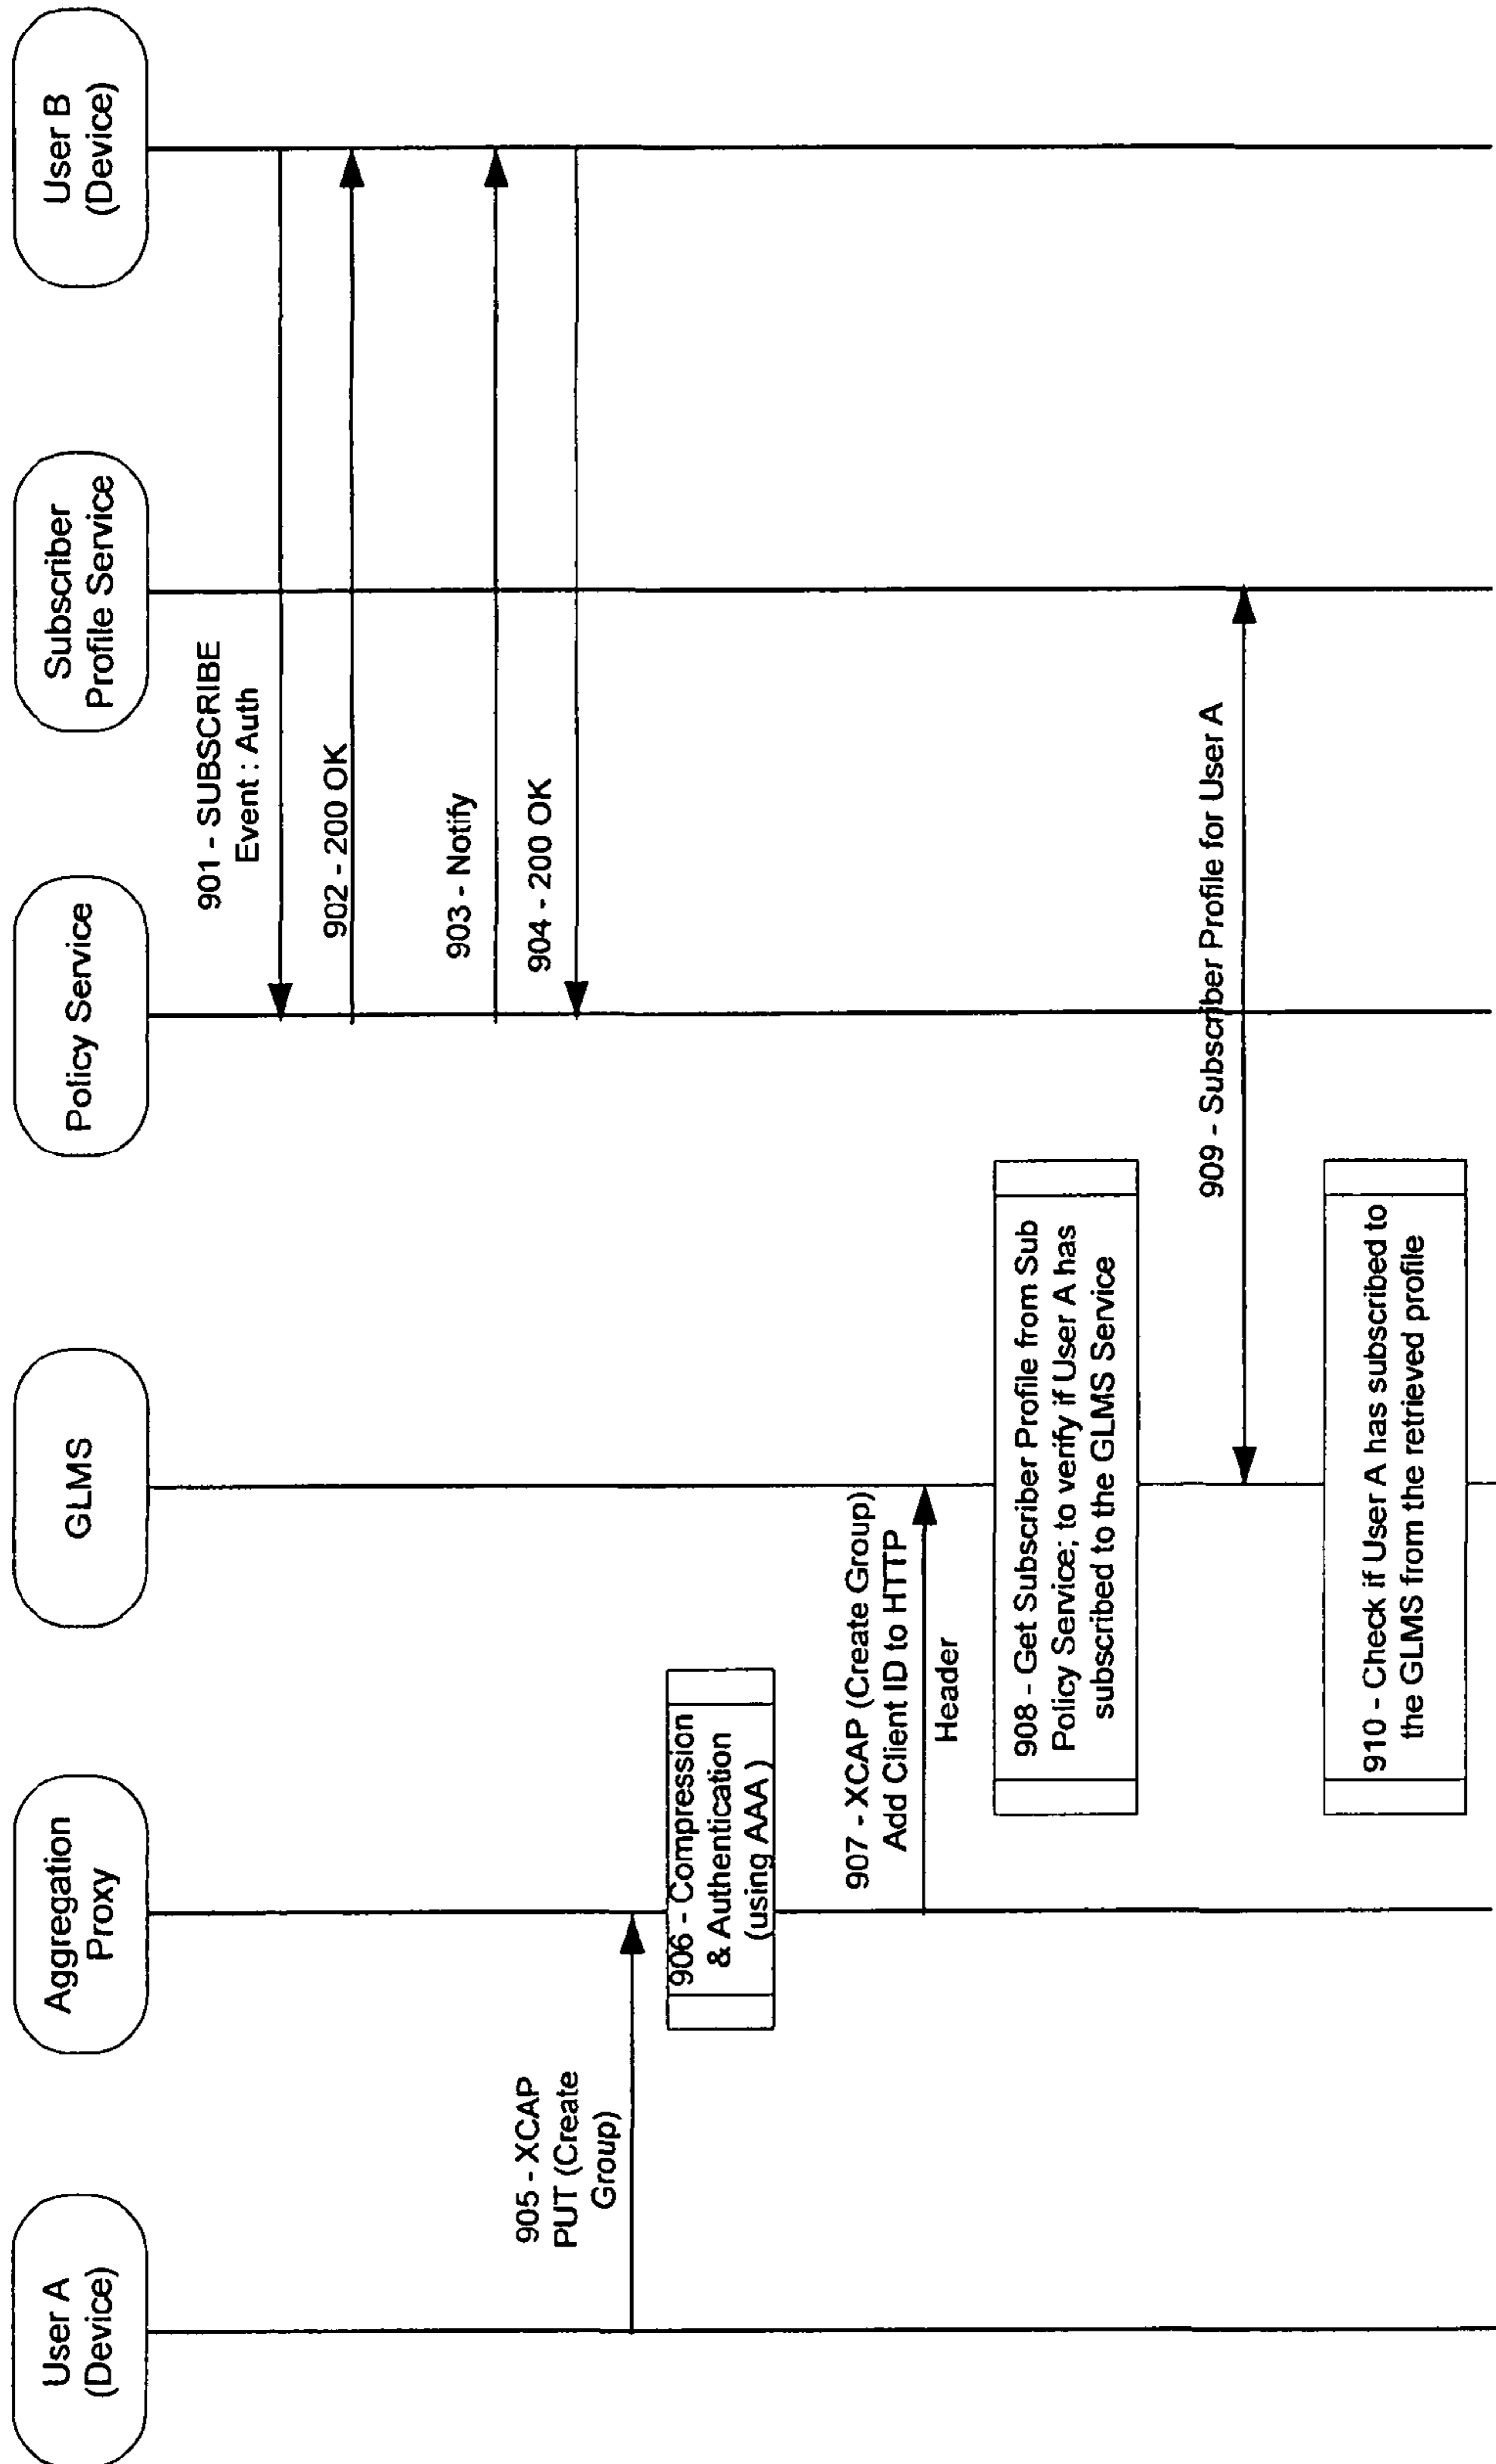 User A
(Device)
Aggregation
Proxy
GLMS
Policy Service
Subscriber
Profile Service
User B
(Device)
901 - SUBSCRIBE
Event : Auth
902 - 200 OK
903 - Notify
904 - 200 OK
905 - XCAP
PUT (Create
Group)
906 - Compression
& Authentication
(using AAA )
907 - XCAP (Create Group)
Add Client ID to HTTP
Header
908 - Get Subscriber Profile from Sub
Policy Service; to verify if User A has
subscribed to the GLMS Service
909 - Subscriber Profile for User A
910 - Check if User A has subscribed to
the GLMS from the retrieved profile